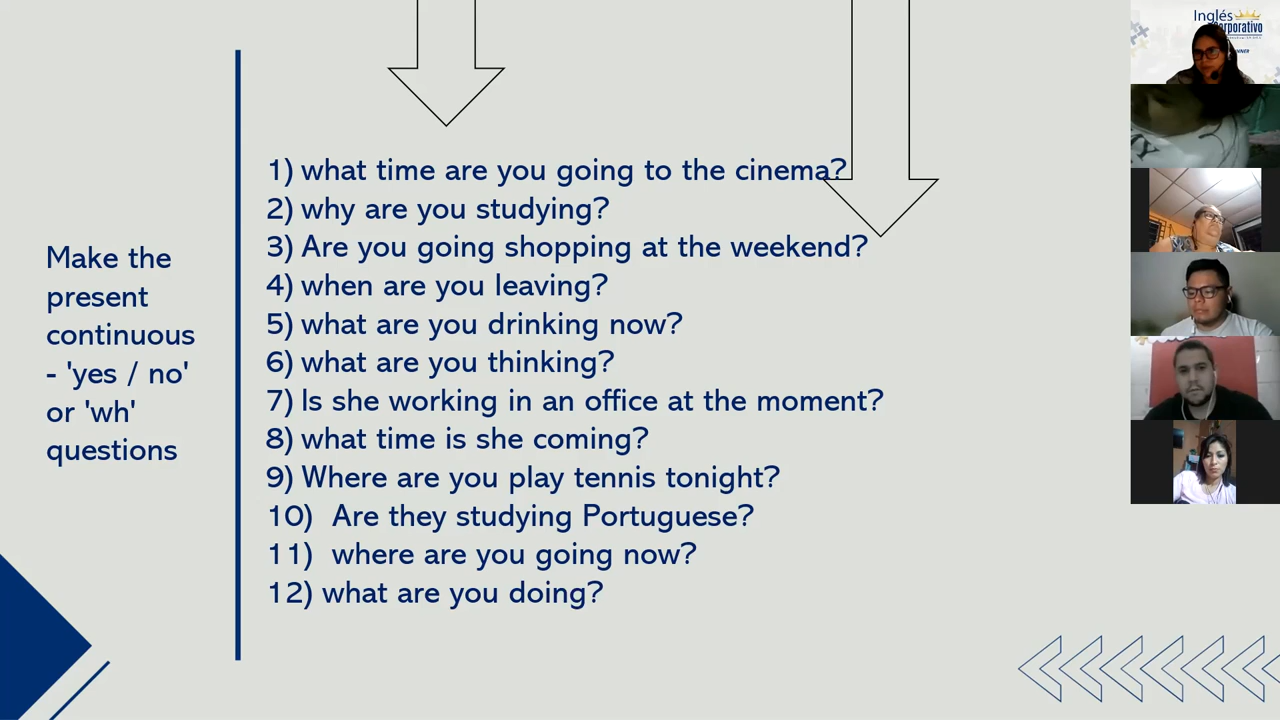 Make the
present
continuous
- 'yes / no'
or 'wh'
questions
1) what time are you going to the cinema?
2) why are you studying?
3) Are you going shopping at the weekend?
4) when are you leaving?
5) what are you drinking now?
6) what are you thinking?
7) Is she working in an office at the moment?
8) what time is she coming?
9) Where are you play tennis tonight?
10) Are they studying Portuguese?
11) where are you going now?
12) what are you doing?
Inglés